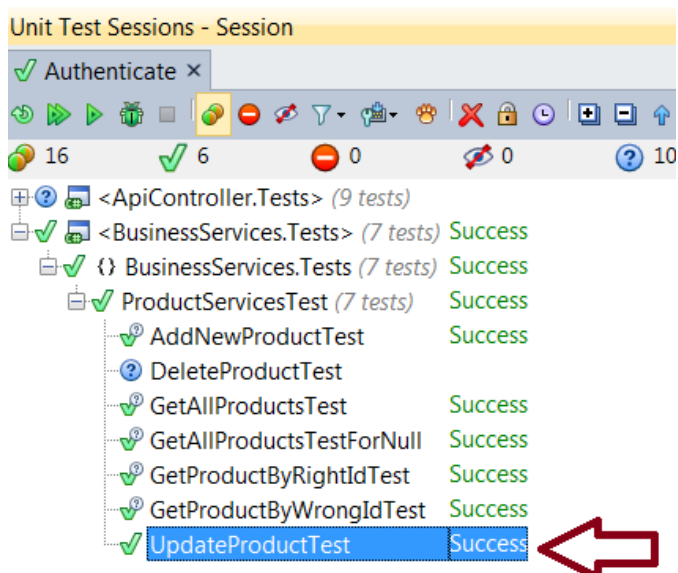 Unit Test Sessions - Session
Authenticate ×
16 6 0 0 10
<ApiController.Tests> (9 tests)
<BusinessServices.Tests> (7 tests) Success
{} BusinessServices.Tests (7 tests) Success
ProductServicesTest (7 tests) Success
AddNewProductTest Success
DeleteProductTest
GetAllProductsTest Success
GetAllProductsTestForNull Success
GetProductByRightIdTest Success
GetProductByWrongIdTest Success
UpdateProductTest Success